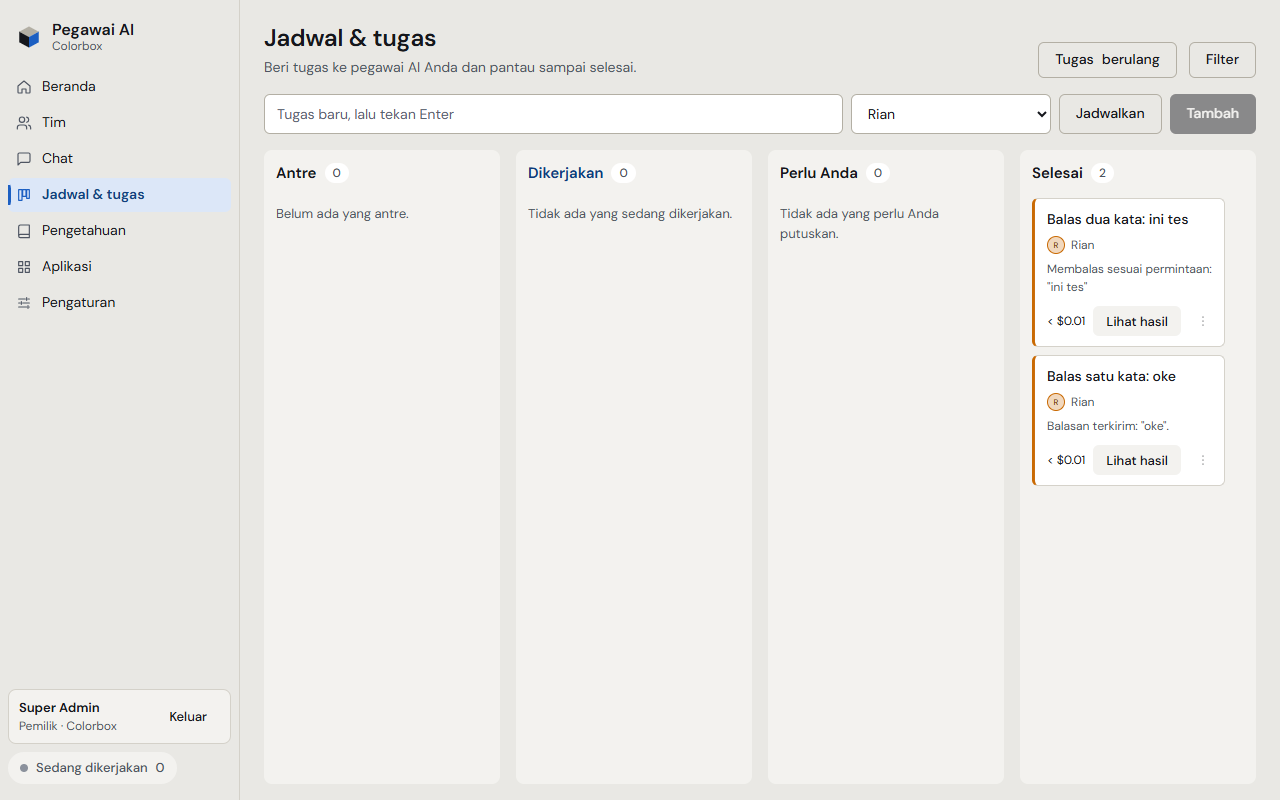 Pegawai AI
Colorbox
Beranda
Tim
Chat
Jadwal & tugas
Pengetahuan
Aplikasi
Pengaturan
Super Admin
Pemilik · Colorbox
Keluar
Sedang dikerjakan 0
Jadwal & tugas
Beri tugas ke pegawai AI Anda dan pantau sampai selesai.
Tugas berulang
Filter
Tugas baru, lalu tekan Enter
Rian
Jadwalkan
Tambah
Antre 0
Belum ada yang antre.
Dikerjakan 0
Tidak ada yang sedang dikerjakan.
Perlu Anda 0
Tidak ada yang perlu Anda
putuskan.
Selesai 2
Balas dua kata: ini tes
R Rian
Membalas sesuai permintaan:
"ini tes"
< $0.01 Lihat hasil
Balas satu kata: oke
R Rian
Balasan terkirim: "oke".
< $0.01 Lihat hasil